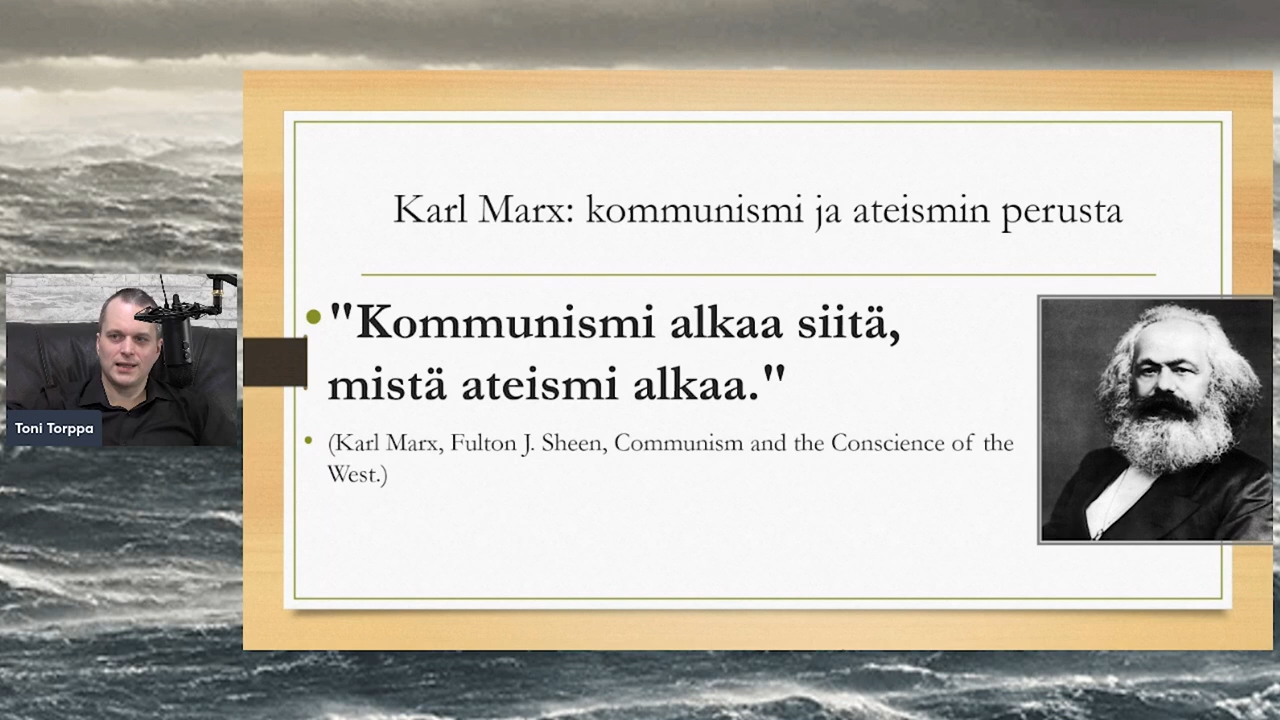 Karl Marx: kommunismi ja ateismin perusta
"Kommunismi alkaa siitä,
mistä ateismi alkaa."
(Karl Marx, Fulton J. Sheen, Communism and the Conscience of the
West.)
Toni Torppa